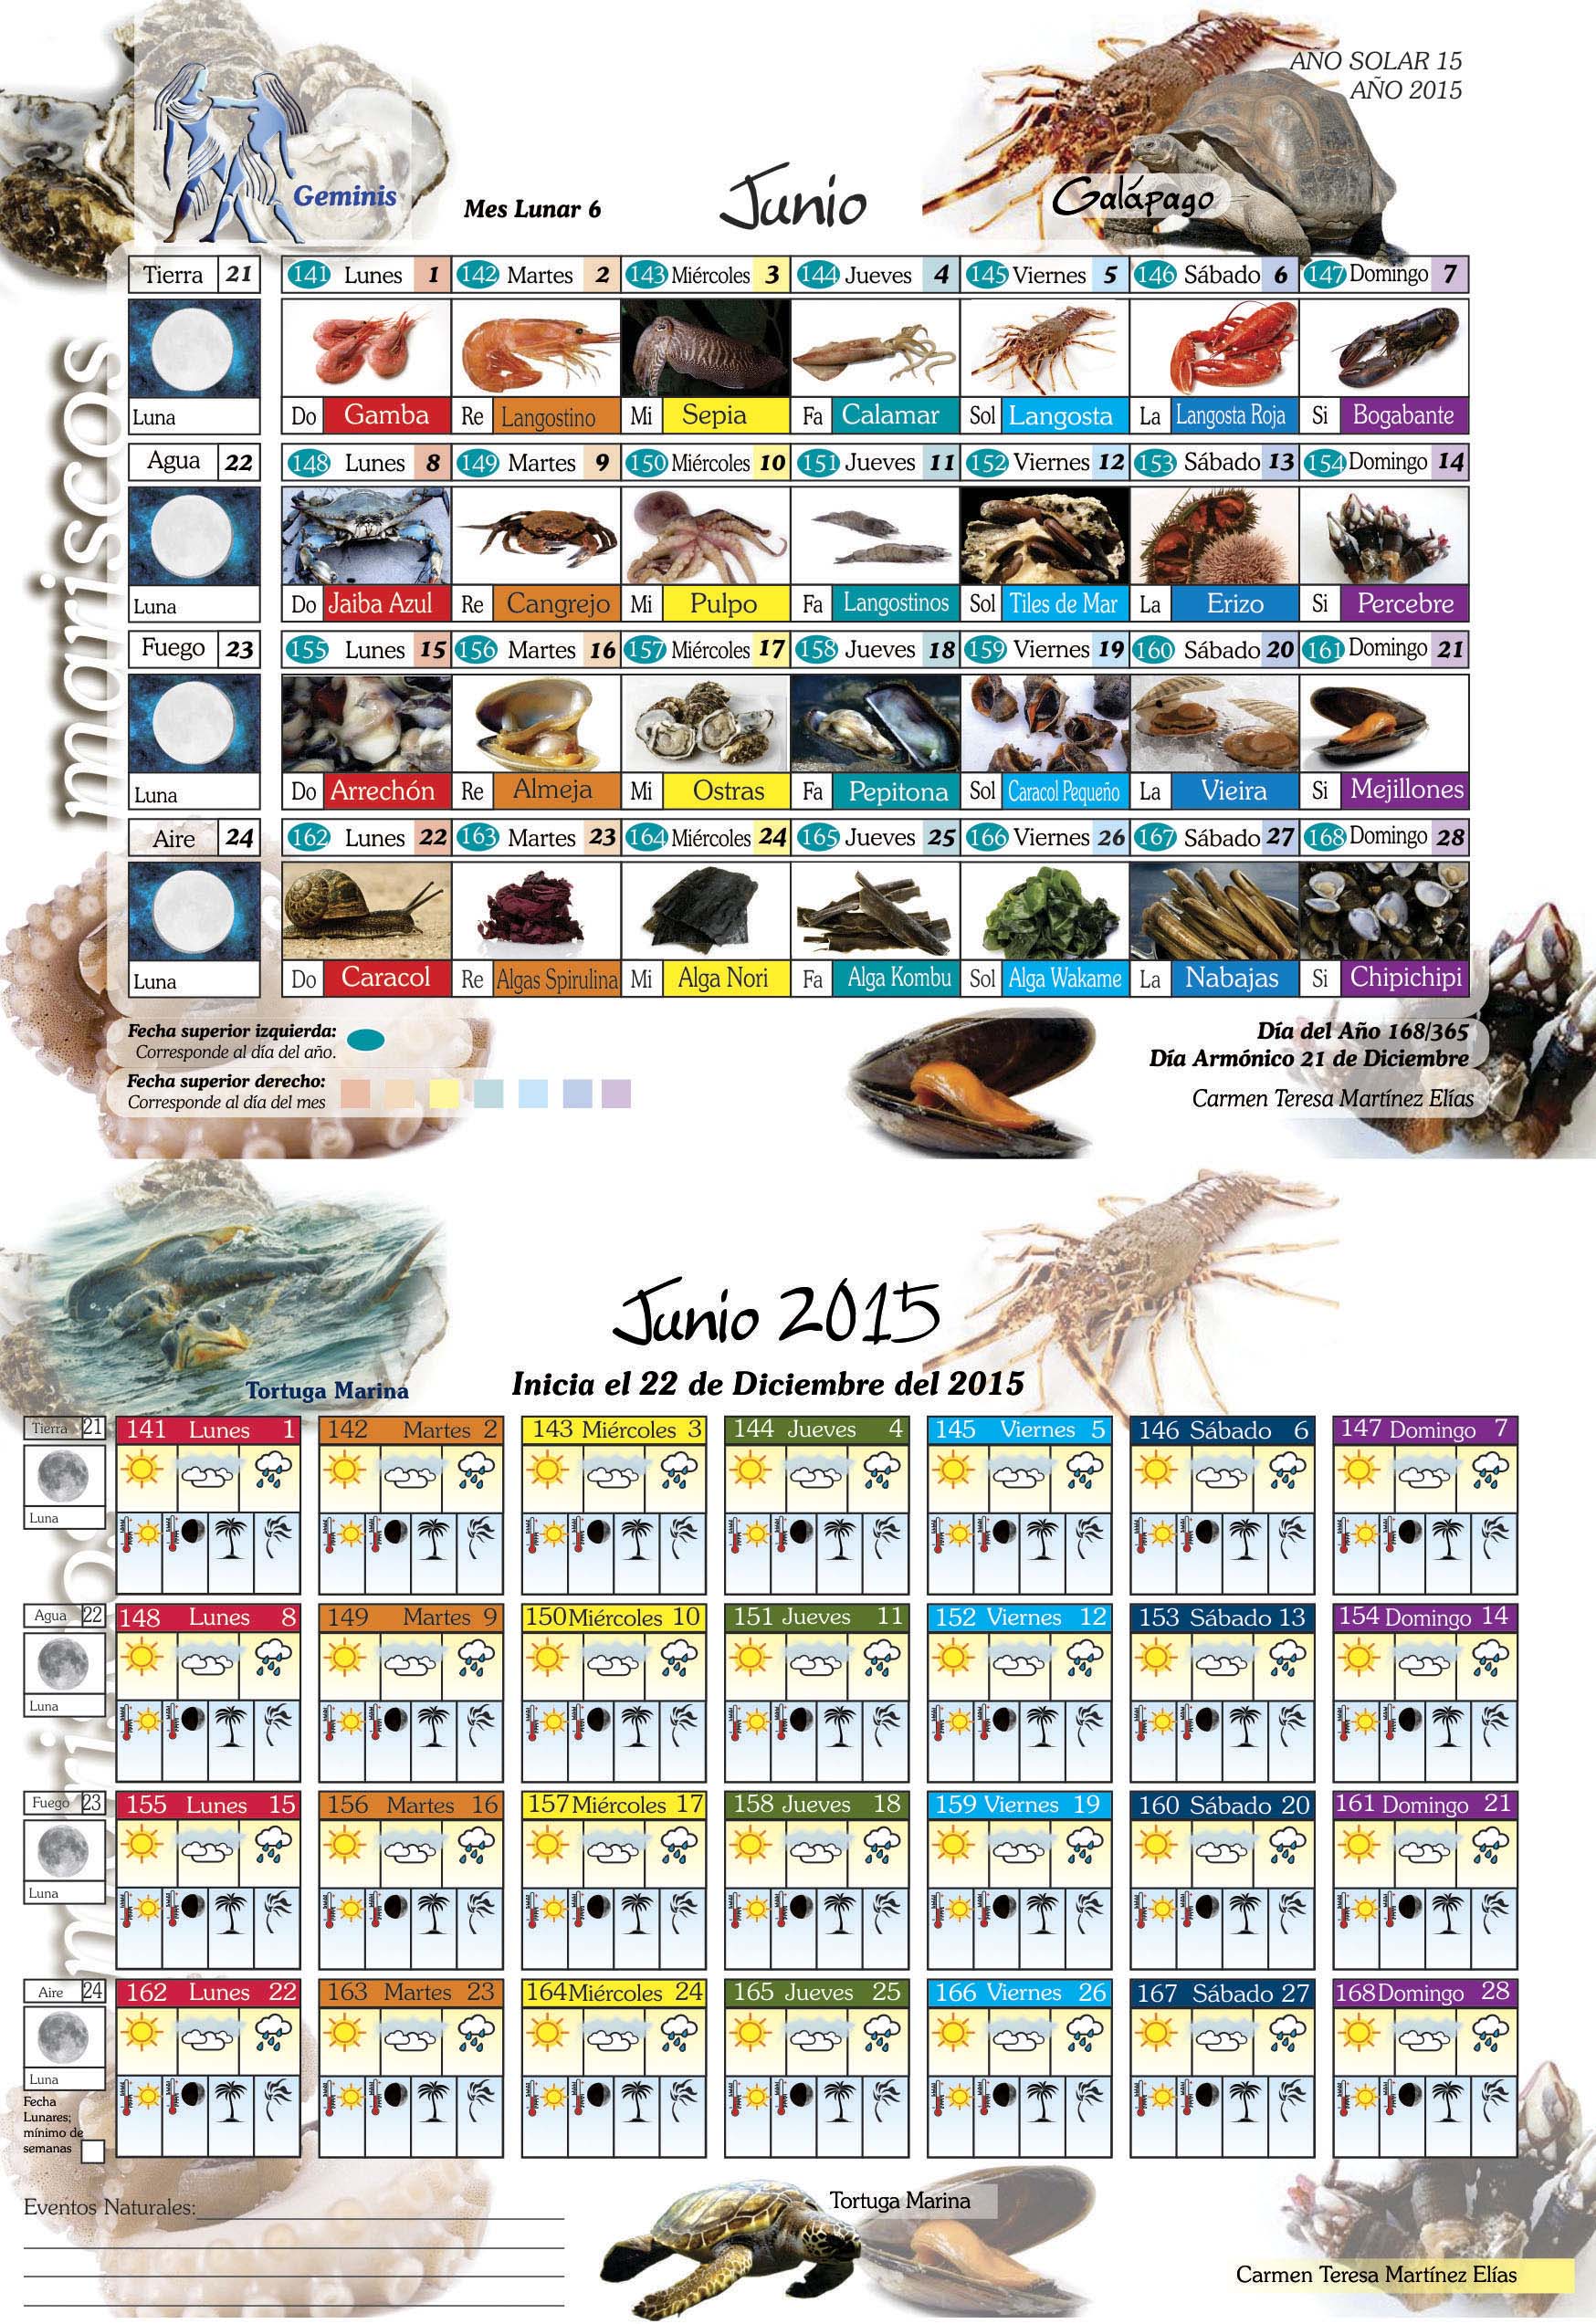 AÑO SOLAR 15
AÑO 2015
Geminis
Mes Lunar 6
Junio
Galápago
mariscos
Tierra 21 141 Lunes 1 142 Martes 2 143 Miércoles 3 144 Jueves 4 145 Viernes 5 146 Sábado 6 147 Domingo 7
Luna Do Gamba Re Langostino Mi Sepia Fa Calamar Sol Langosta La Langosta Roja Si Bogabante
Agua 22 148 Lunes 8 149 Martes 9 150 Miércoles 10 151 Jueves 11 152 Viernes 12 153 Sábado 13 154 Domingo 14
Luna Do Jaiba Azul Re Cangrejo Mi Pulpo Fa Langostinos Sol Tiles de Mar La Erizo Si Percebre
Fuego 23 155 Lunes 15 156 Martes 16 157 Miércoles 17 158 Jueves 18 159 Viernes 19 160 Sábado 20 161 Domingo 21
Luna Do Arrechón Re Almeja Mi Ostras Fa Pepitona Sol Caracol Pequeño La Vieira Si Mejillones
Aire 24 162 Lunes 22 163 Martes 23 164 Miércoles 24 165 Jueves 25 166 Viernes 26 167 Sábado 27 168 Domingo 28
Luna Do Caracol Re Algas Spirulina Mi Alga Nori Fa Alga Kombu Sol Alga Wakame La Nabajas Si Chipichipi
Fecha superior izquierda:
Corresponde al día del año.
Fecha superior derecho:
Corresponde al día del mes
Día del Año 168/365
Día Armónico 21 de Diciembre
Carmen Teresa Martínez Elías
Junio 2015
Tortuga Marina
Inicia el 22 de Diciembre del 2015
Tierra 21 141 Lunes 1 142 Martes 2 143 Miércoles 3 144 Jueves 4 145 Viernes 5 146 Sábado 6 147 Domingo 7
Luna
Agua 22 148 Lunes 8 149 Martes 9 150 Miércoles 10 151 Jueves 11 152 Viernes 12 153 Sábado 13 154 Domingo 14
Luna
Fuego 23 155 Lunes 15 156 Martes 16 157 Miércoles 17 158 Jueves 18 159 Viernes 19 160 Sábado 20 161 Domingo 21
Luna
Aire 24 162 Lunes 22 163 Martes 23 164 Miércoles 24 165 Jueves 25 166 Viernes 26 167 Sábado 27 168 Domingo 28
Luna
Fecha
Lunares;
mínimo de
semanas
Eventos Naturales:
Tortuga Marina
Carmen Teresa Martínez Elías